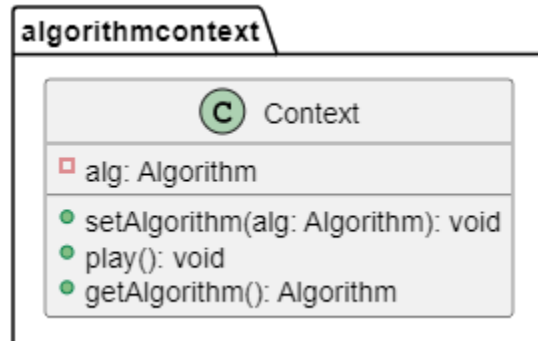 algorithmcontext
C Context
alg: Algorithm
setAlgorithm(alg: Algorithm): void
play(): void
getAlgorithm(): Algorithm